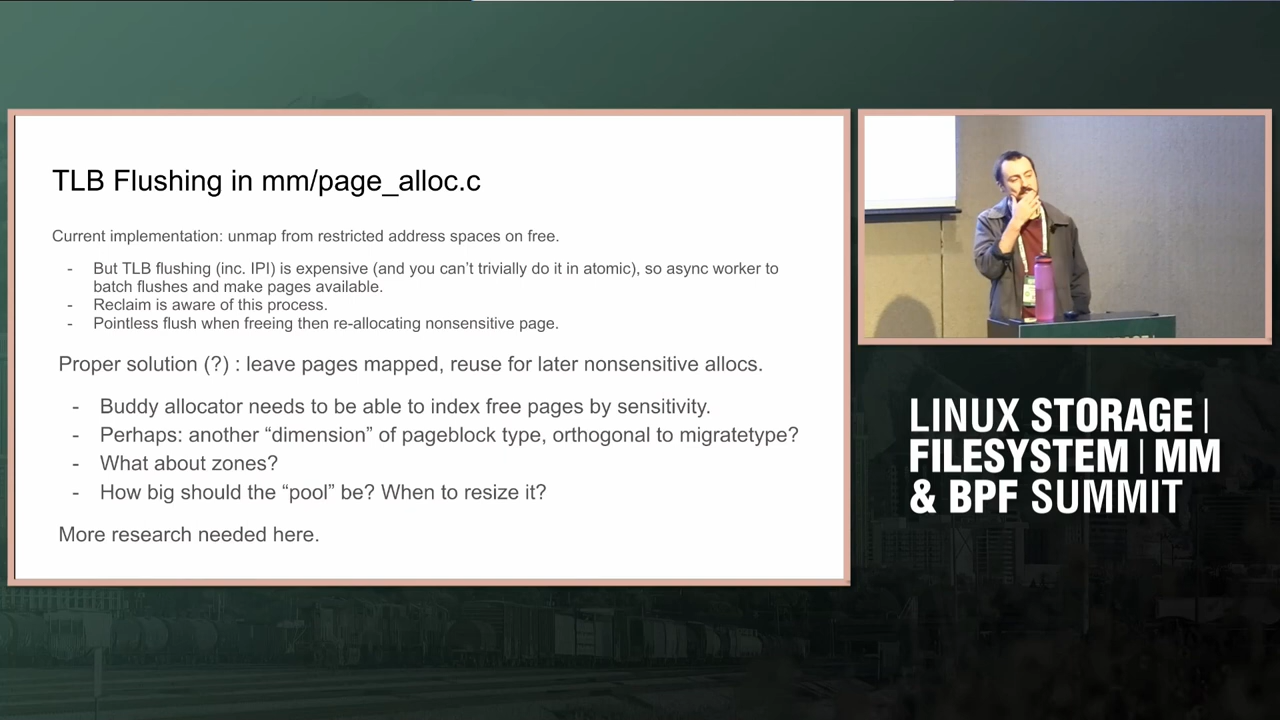 TLB Flushing in mm/page_alloc.c
Current implementation: unmap from restricted address spaces on free.
- But TLB flushing (inc. IPI) is expensive (and you can't trivially do it in atomic), so async worker to
batch flushes and make pages available.
- Reclaim is aware of this process.
- Pointless flush when freeing then re-allocating nonsensitive page.
Proper solution (?) : leave pages mapped, reuse for later nonsensitive allocs.
- Buddy allocator needs to be able to index free pages by sensitivity.
- Perhaps: another “dimension” of pageblock type, orthogonal to migratetype?
- What about zones?
- How big should the “pool” be? When to resize it?
More research needed here.
LINUX STORAGE |
FILESYSTEM | MM
& BPF SUMMIT